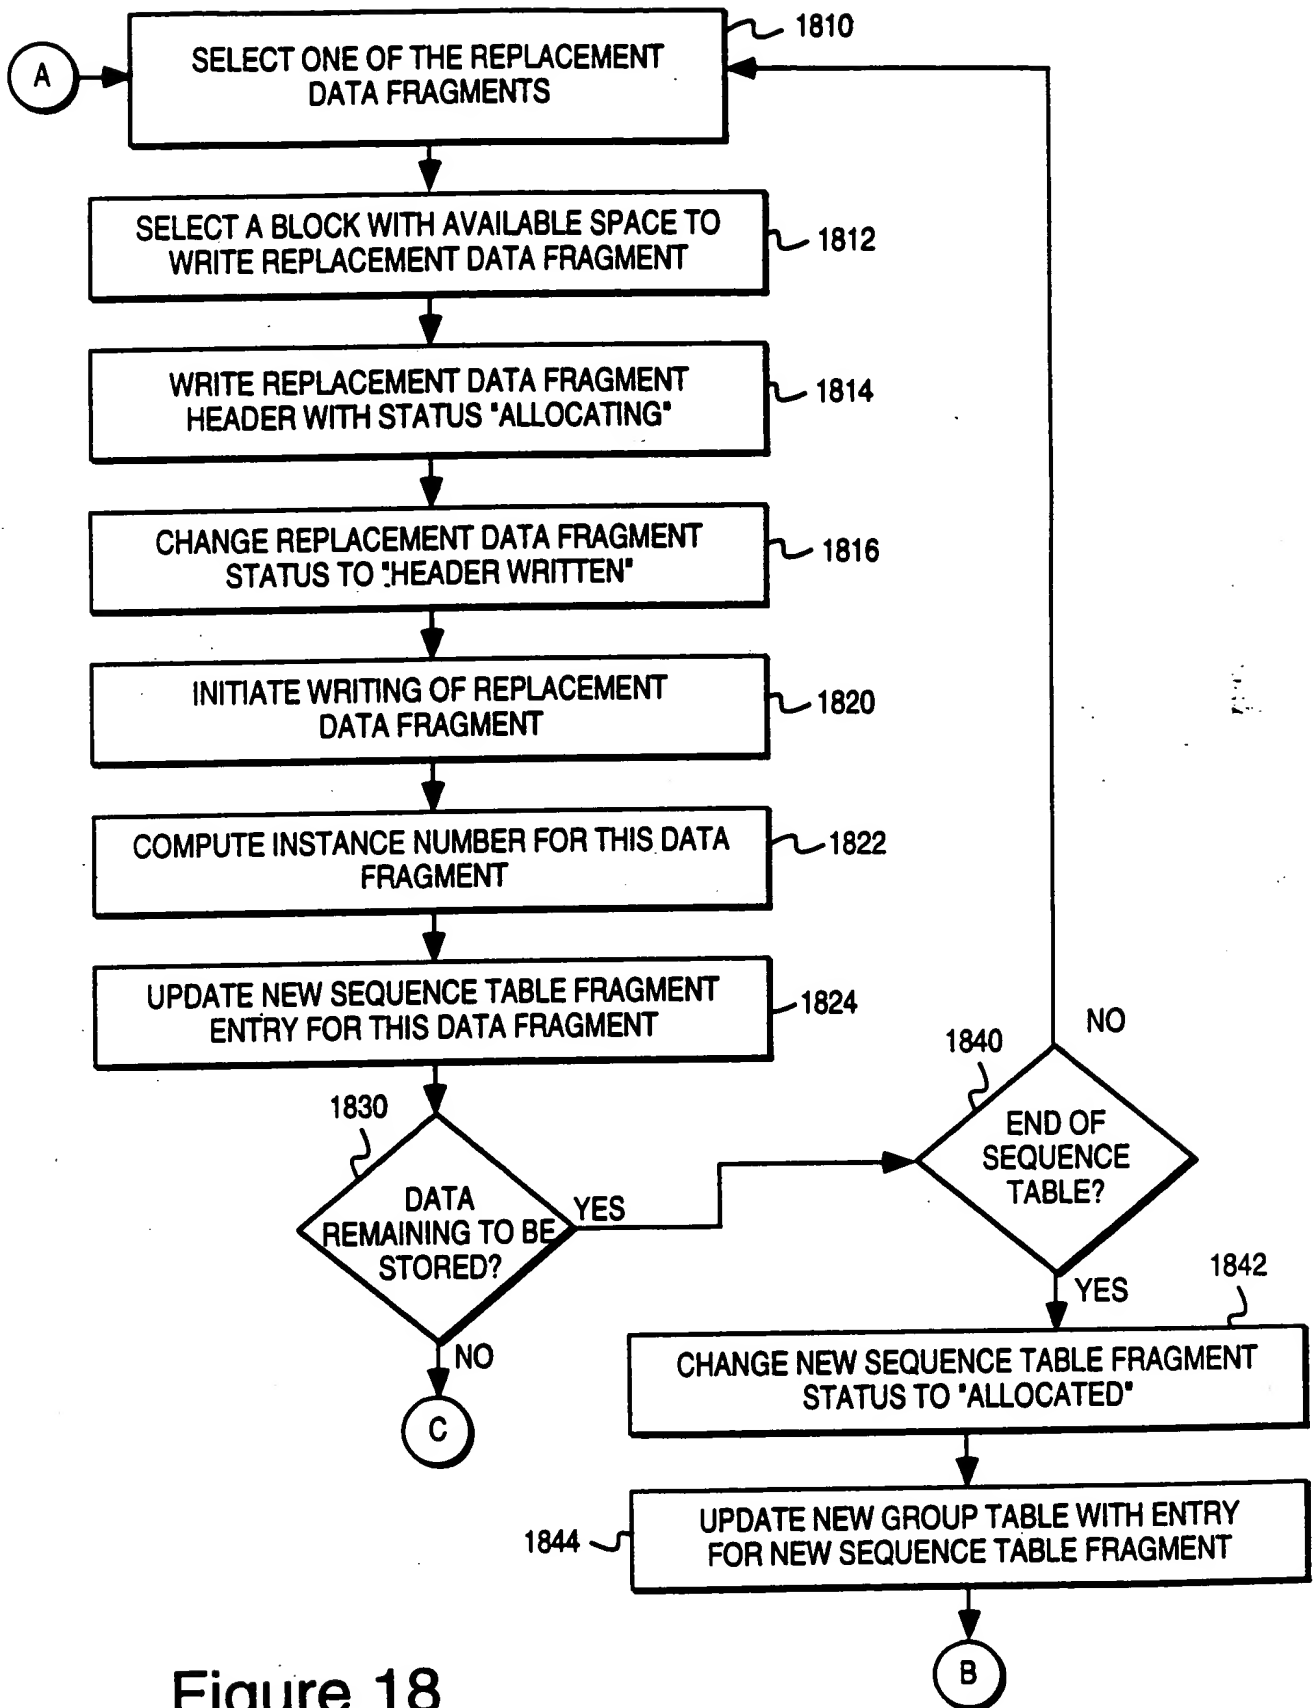 A
SELECT ONE OF THE REPLACEMENT
DATA FRAGMENTS
1810
SELECT A BLOCK WITH AVAILABLE SPACE TO
WRITE REPLACEMENT DATA FRAGMENT
1812
WRITE REPLACEMENT DATA FRAGMENT
HEADER WITH STATUS "ALLOCATING"
1814
CHANGE REPLACEMENT DATA FRAGMENT
STATUS TO "HEADER WRITTEN"
1816
INITIATE WRITING OF REPLACEMENT
DATA FRAGMENT
1820
COMPUTE INSTANCE NUMBER FOR THIS DATA
FRAGMENT
1822
UPDATE NEW SEQUENCE TABLE FRAGMENT
ENTRY FOR THIS DATA FRAGMENT
1824
1830
DATA
REMAINING TO BE
STORED?
YES
NO
C
1840
NO
END OF
SEQUENCE
TABLE?
YES
1842
CHANGE NEW SEQUENCE TABLE FRAGMENT
STATUS TO "ALLOCATED"
1844
UPDATE NEW GROUP TABLE WITH ENTRY
FOR NEW SEQUENCE TABLE FRAGMENT
B
Figure 18